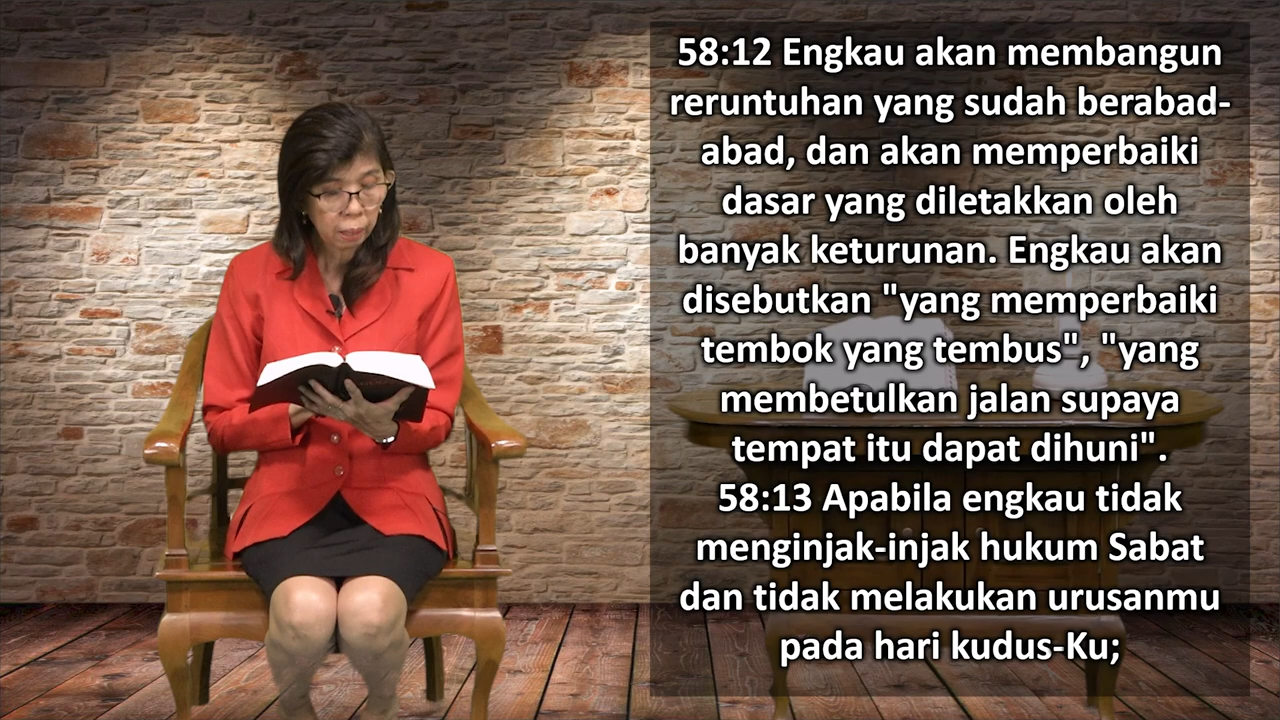 58:12 Engkau akan membangun
reruntuhan yang sudah berabad-
abad, dan akan memperbaiki
dasar yang diletakkan oleh
banyak keturunan. Engkau akan
disebutkan "yang memperbaiki
tembok yang tembus", "yang
membetulkan jalan supaya
tempat itu dapat dihuni".
58:13 Apabila engkau tidak
menginjak-injak hukum Sabat
dan tidak melakukan urusanmu
pada hari kudus-Ku;